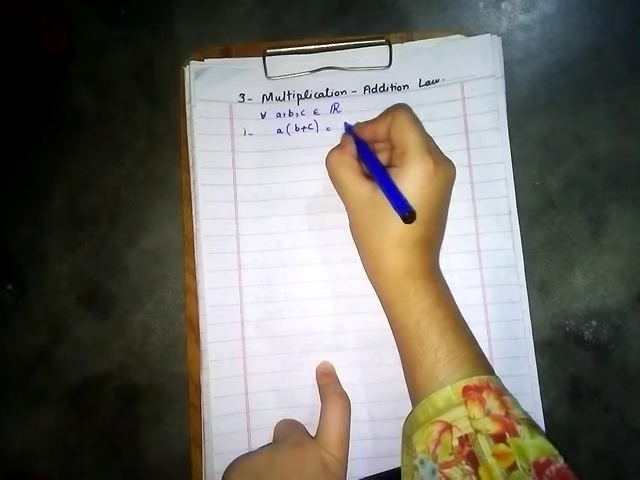 3- Multiplication - Addition Law.
∀ a,b,c ∈ ℝ
i- a(b+c) =